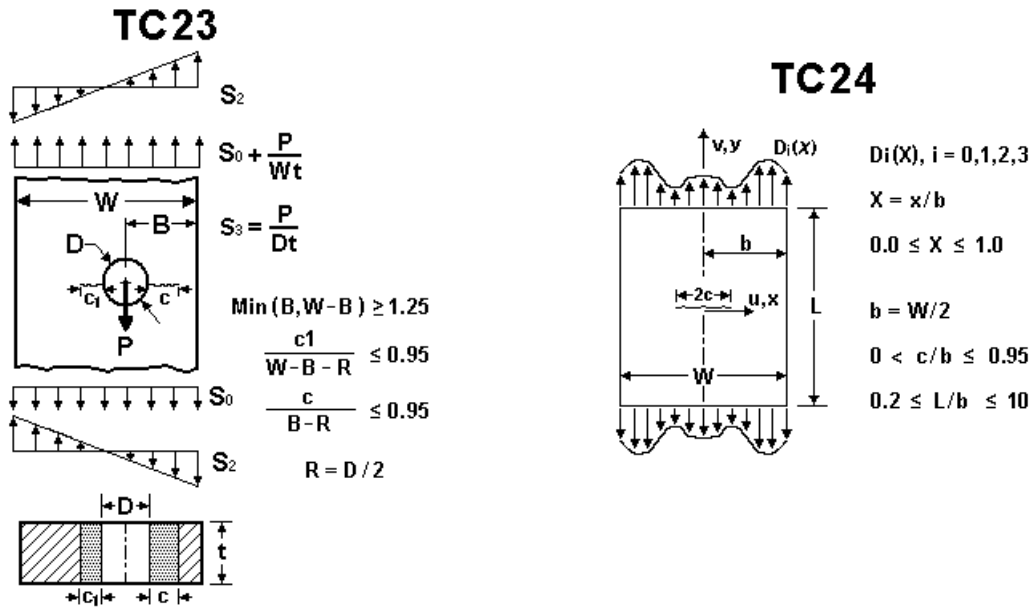 TC23
S2
S0 + P/Wt
W
B
S3 = P/Dt
D
c1
c
P
Min (B, W-B) ≥ 1.25
c1/W-B-R ≤ 0.95
c/B-R ≤ 0.95
S0
S2
R = D/2
D
t
c1
c
TC24
v,y
Di(x)
b
2c
u,x
L
W
Di(X), i = 0,1,2,3
X = x/b
0.0 ≤ X ≤ 1.0
b = W/2
0 < c/b ≤ 0.95
0.2 ≤ L/b ≤ 10